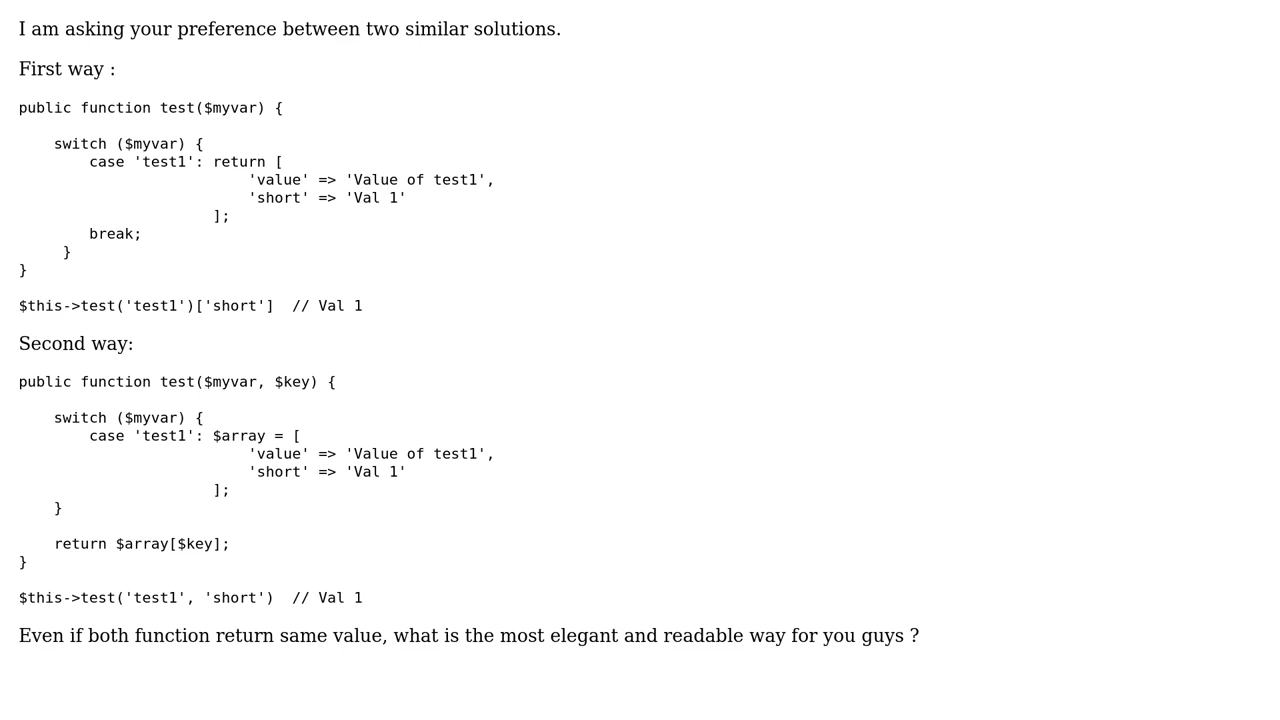 I am asking your preference between two similar solutions.
First way :
public function test($myvar) {
    switch ($myvar) {
        case 'test1': return [
                          'value' => 'Value of test1',
                          'short' => 'Val 1'
                      ];
        break;
     }
}
$this->test('test1')['short']  // Val 1
Second way:
public function test($myvar, $key) {
    switch ($myvar) {
        case 'test1': $array = [
                          'value' => 'Value of test1',
                          'short' => 'Val 1'
                      ];
    }
    return $array[$key];
}
$this->test('test1', 'short')  // Val 1
Even if both function return same value, what is the most elegant and readable way for you guys ?